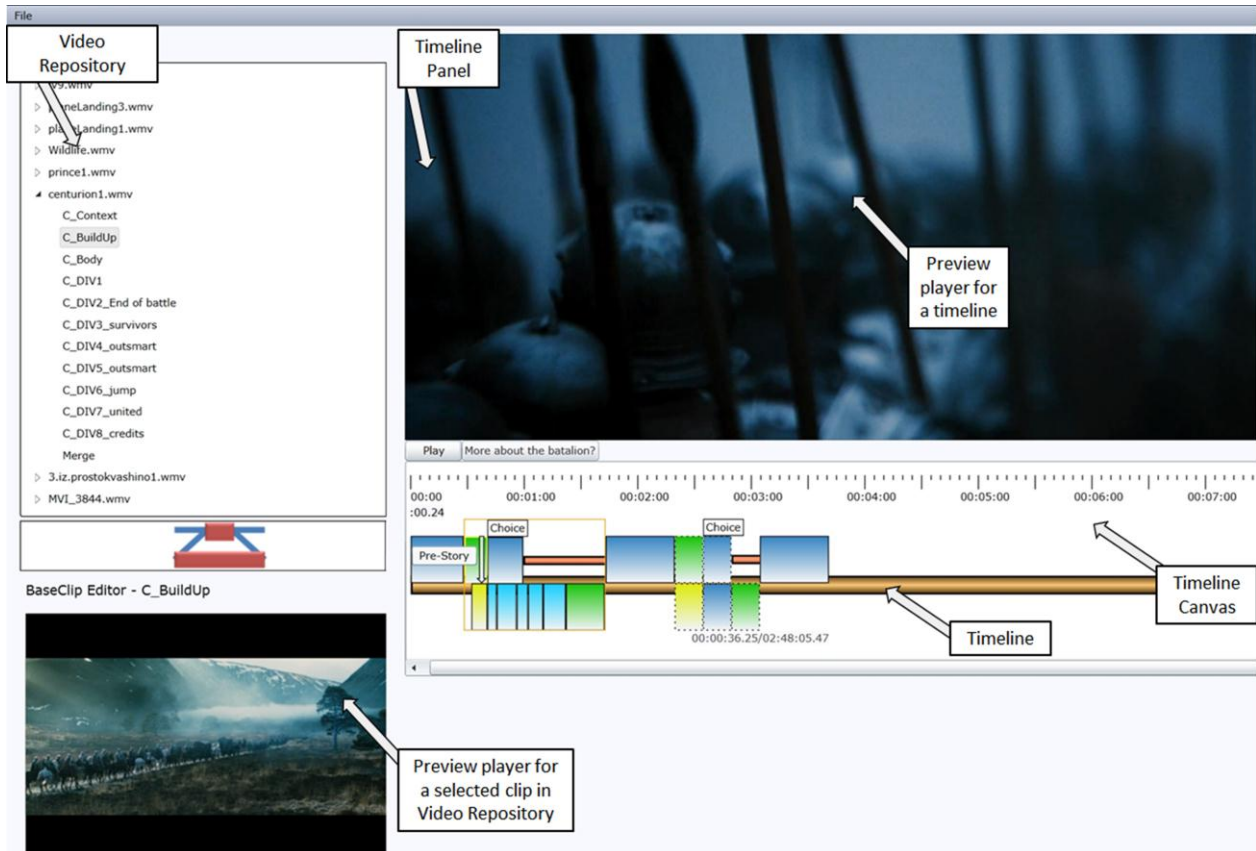 File
Video
Repository
planeLanding1.wmv
Wildlife.wmv
prince1.wmv
centurion1.wmv
C_Context
C_BuildUp
C_Body
C_DIV1
C_DIV2_End of battle
C_DIV3_survivors
C_DIV4_outsmart
C_DIV5_outsmart
C_DIV6_jump
C_DIV7_united
C_DIV8_credits
Merge
3.iz.prostokvashino1.wmv
MVI_3844.wmv
BaseClip Editor - C_BuildUp
Timeline
Panel
Preview
player for
a timeline
Play
More about the batalion?
00:00
00:01:00
00:02:00
00:03:00
00:04:00
00:05:00
00:06:00
00:07:00
:00.24
Choice
Choice
Pre-Story
Timeline
Canvas
Timeline
00:00:36.25/02:48:05.47
Preview player for
a selected clip in
Video Repository